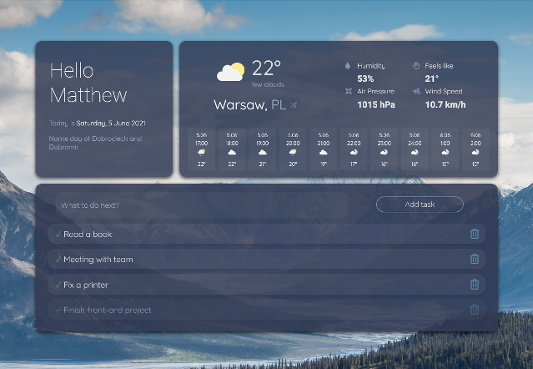 Hello
Matthew
Today is Saturday, 5 June 2021
Name day of Dobrociech and
Dobromir
22°
few clouds
Warsaw, PL
Humidity
53%
Feels like
21°
Air Pressure
1015 hPa
Wind Speed
10.7 km/h
5.06 5.06 5.06 5.06 5.06 5.06 5.06 5.06 6.06 6.06
17:00 18:00 19:00 20:00 21:00 22:00 23:00 24:00 1:00 2:00
22° 22° 21° 20° 19° 17° 16°
What to do next?
Add task
Read a book
Meeting with team
Fix a printer
Finish front-end project